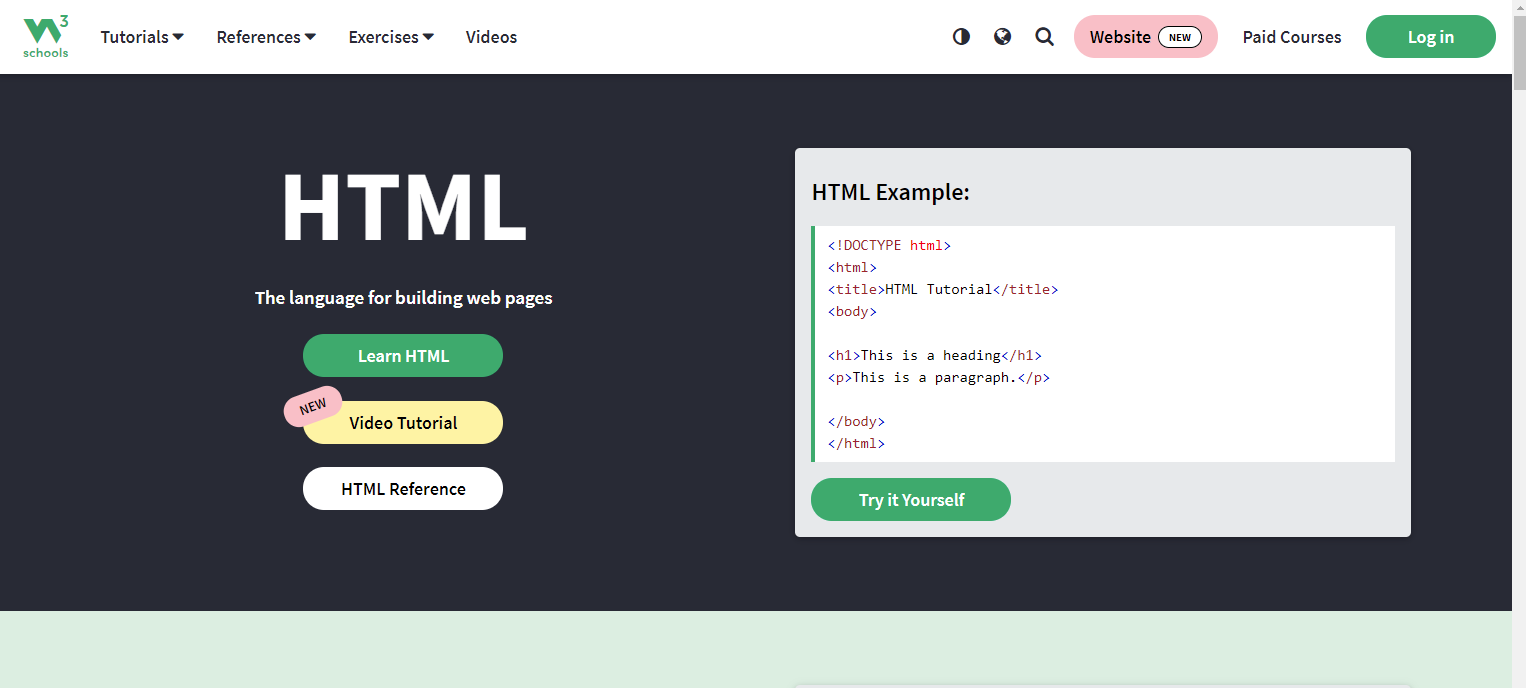 3
schools
Tutorials References Exercises Videos
Website NEW Paid Courses Log in
HTML
The language for building web pages
Learn HTML
NEW
Video Tutorial
HTML Reference
HTML Example:
<!DOCTYPE html>
<html>
<title>HTML Tutorial</title>
<body>
<h1>This is a heading</h1>
<p>This is a paragraph.</p>
</body>
</html>
Try it Yourself